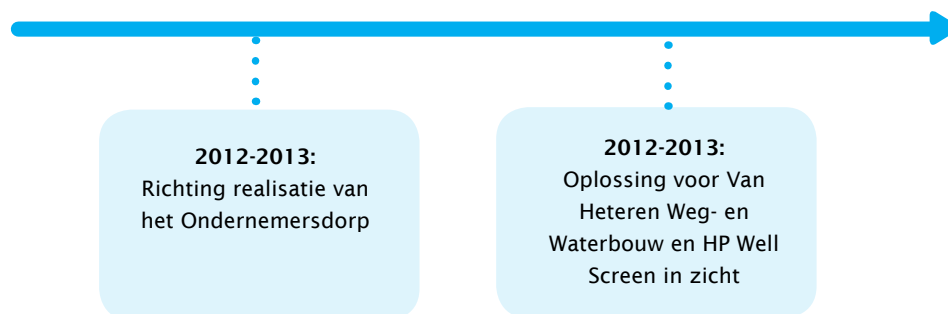 2012-2013:
Richting realisatie van
het Ondernemersdorp
2012-2013:
Oplossing voor Van
Heteren Weg- en
Waterbouw en HP Well
Screen in zicht